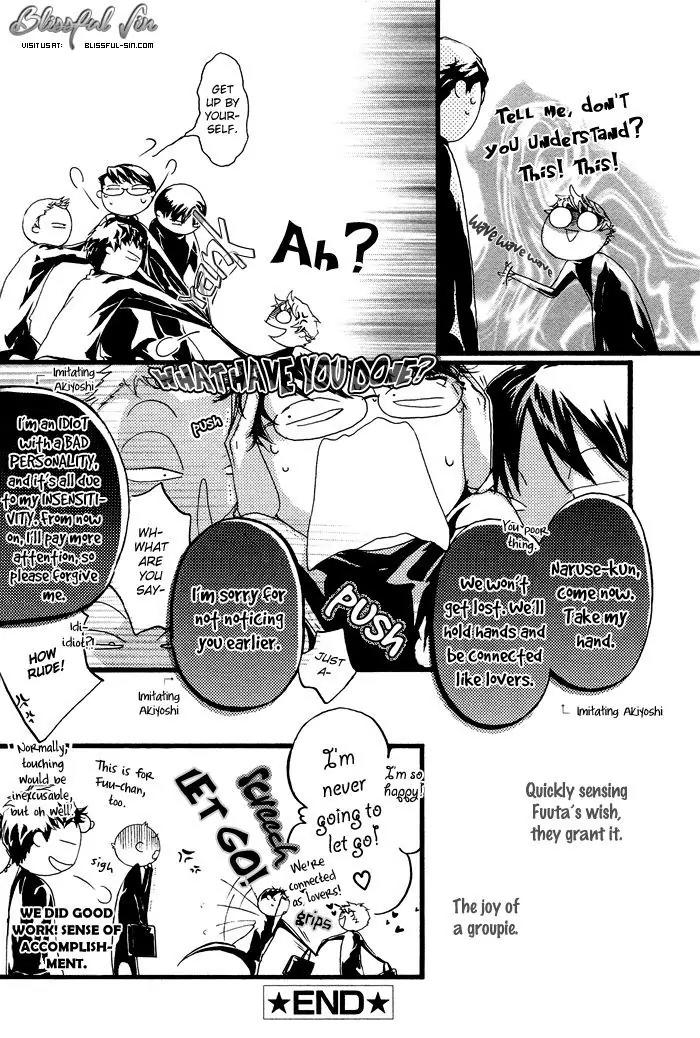 Blissful Sin
VISIT US AT: BLISSFUL-SIN.COM
TELL ME, DON'T
YOU UNDERSTAND?
THIS! THIS!
wave wave wave
GET
UP BY
YOUR-
SELF.
YANK
Ah?
WHAT HAVE YOU DONE?
Naruse-kun,
come now.
Take my
hand.
Imitating Akiyoshi
You poor
thing.
We won't
get lost. We'll
hold hands and
be connected
like lovers.
PUSH
PUSH
JUST
A-
I'm sorry for
not noticing
you earlier.
Imitating
Akiyoshi
WH-
WHAT
ARE
YOU
SAY-
Imitating
Akiyoshi
I'm an IDIOT
with a BAD
PERSONALITY,
and it's all due
to my INSENSITI-
VITY. From now
on, I'll pay more
attention, so
please forgive
me.
Idi-
idiot?!
HOW
RUDE!
I'm so
happy!
I'm
never
going to
let go!
We're
connected
as lovers!
grips
Scruuch
LET GO!
This is for
Fuu-chan,
too.
sigh
Normally,
touching
would be
inexcusable,
but oh well!
WE DID GOOD
WORK! SENSE OF
ACCOMPLISH-
MENT.
Quickly sensing
Fuuta's wish,
they grant it.
The joy of
a groupie.
★END★